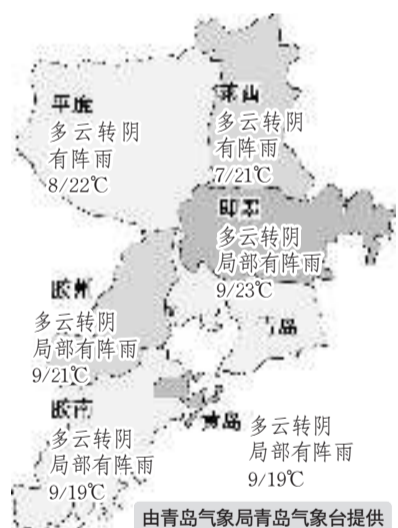 平度
多云转阴
有阵雨
8/22℃
莱西
多云转阴
有阵雨
7/21℃
即墨
多云转阴
局部有阵雨
9/23℃
胶州
多云转阴
局部有阵雨
9/21℃
青岛
胶南
多云转阴
局部有阵雨
9/19℃
青岛
多云转阴
局部有阵雨
9/19℃
由青岛气象局青岛气象台提供